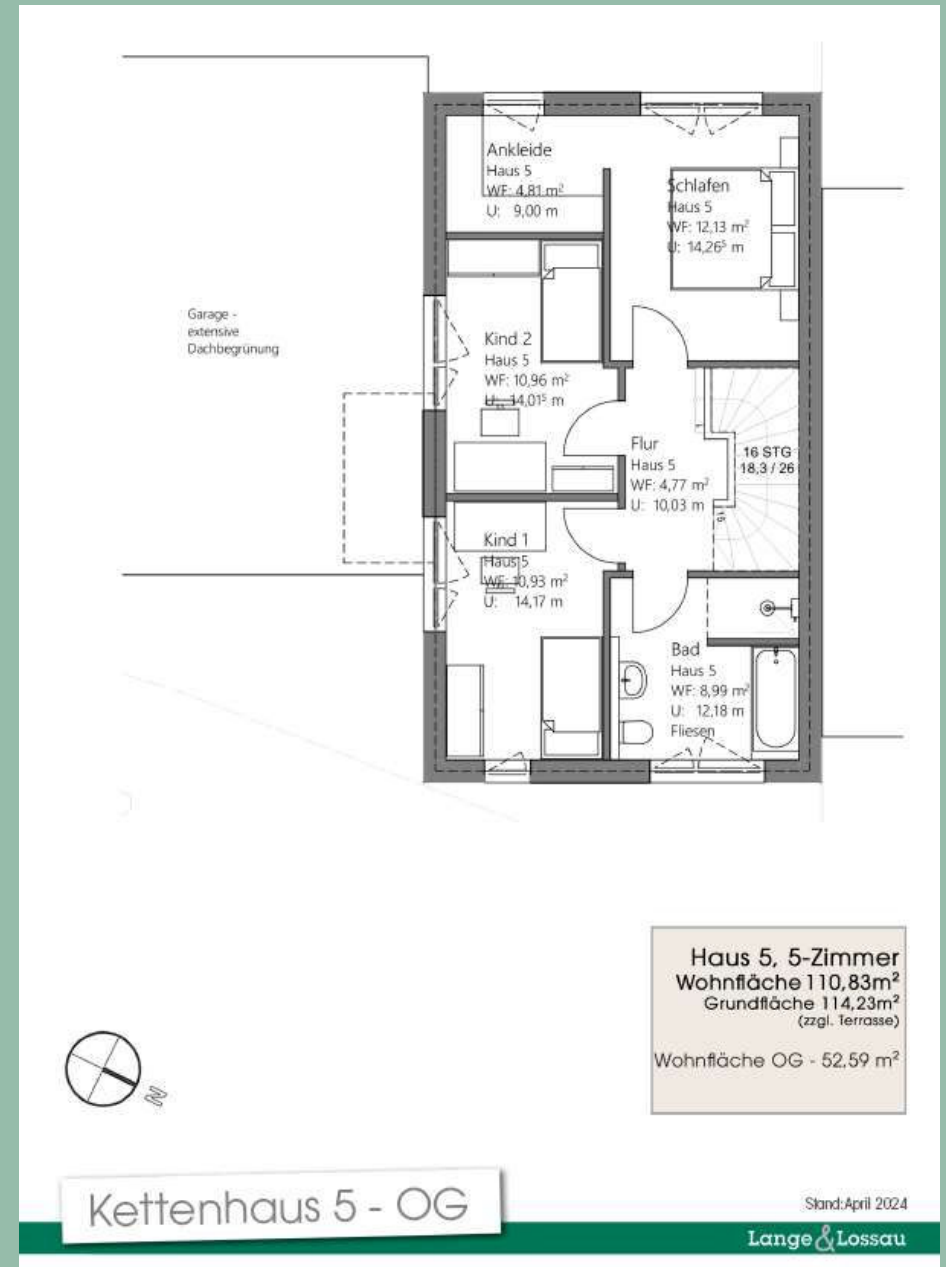 Ankleide
Haus 5
WF: 4,81 m²
U: 9,00 m
Schlafen
Haus 5
WF: 12,13 m²
U: 14,26⁵ m
Garage -
extensive
Dachbegrünung
Kind 2
Haus 5
WF: 10,96 m²
U: 14,01⁵ m
Flur
Haus 5
WF: 4,77 m²
U: 10,03 m
1
16 STG
18,3 / 26
15
Kind 1
Haus 5
WF: 10,93 m²
U: 14,17 m
Bad
Haus 5
WF: 8,99 m²
U: 12,18 m
Fliesen
Haus 5, 5-Zimmer
Wohnfläche 110,83m²
Grundfläche 114,23m²
(zzgl. Terrasse)
Wohnfläche OG - 52,59 m²
N
Kettenhaus 5 - OG
Stand:April 2024
Lange&Lossau